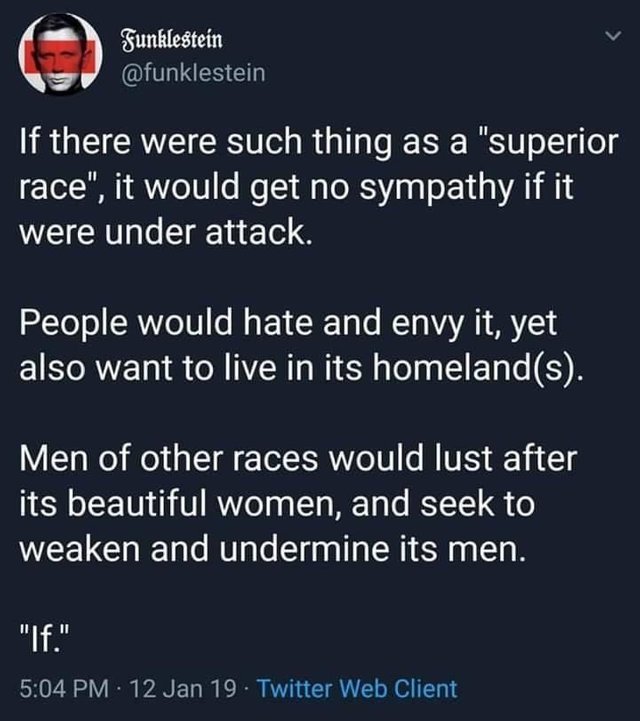 Funklestein
@funklestein
If there were such thing as a "superior
race", it would get no sympathy if it
were under attack.
People would hate and envy it, yet
also want to live in its homeland(s).
Men of other races would lust after
its beautiful women, and seek to
weaken and undermine its men.
"If."
5:04 PM · 12 Jan 19 · Twitter Web Client